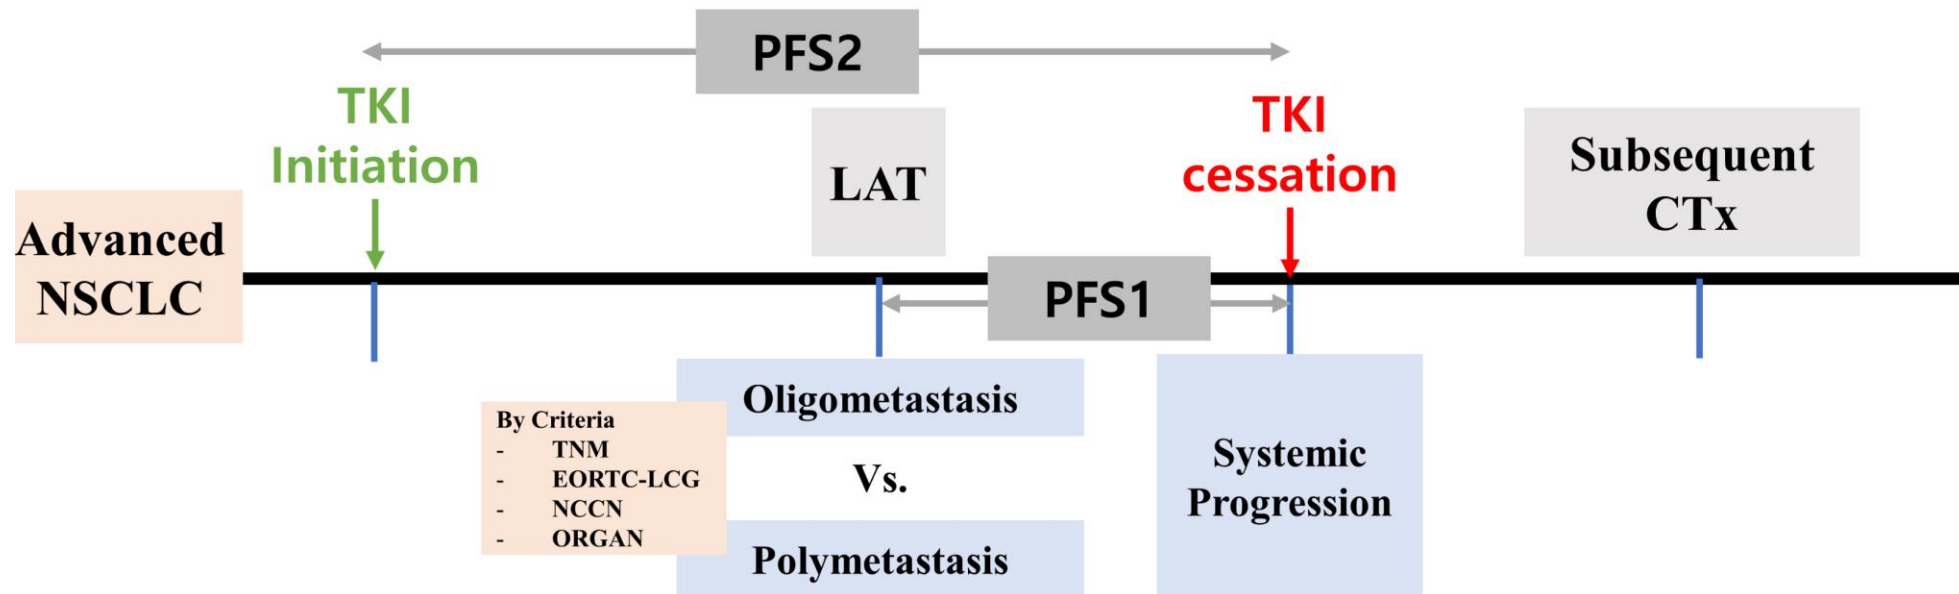 PFS2
TKI
Initiation
LAT
TKI
cessation
Subsequent
CTx
Advanced
NSCLC
PFS1
Oligometastasis
By Criteria
- TNM
- EORTC-LCG
- NCCN
- ORGAN
Vs.
Polymetastasis
Systemic
Progression